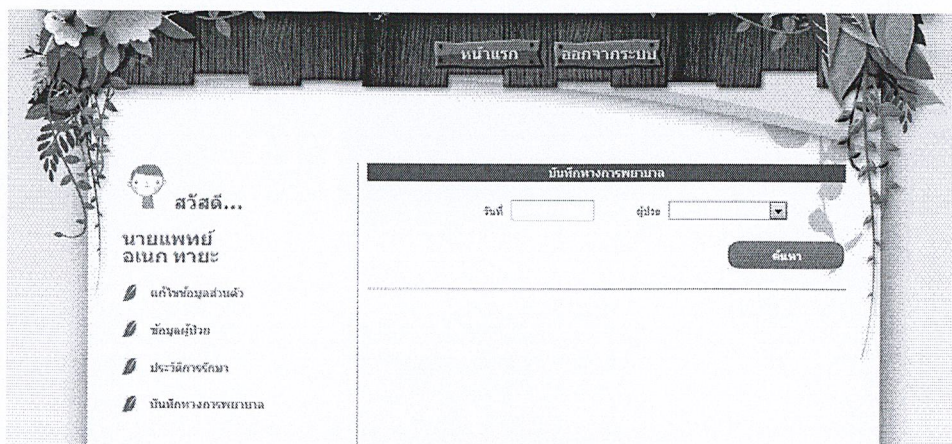 หน้าแรก ออกจากระบบ
สวัสดี...
นายแพทย์
อเนก ทายะ
แก้ไขข้อมูลส่วนตัว
ข้อมูลผู้ป่วย
ประวัติการรักษา
บันทึกทางการพยาบาล
บันทึกทางการพยาบาล
วันที่ ผู้ป่วย
ค้นหา